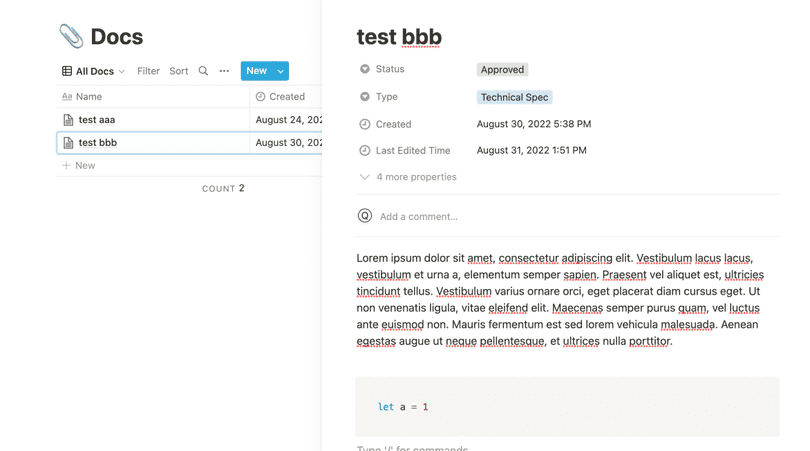 Docs
All Docs Filter Sort ... New
Aa Name Created
test aaa August 24, 202
test bbb August 30, 202
+ New
COUNT 2
test bbb
Status Approved
Type Technical Spec
Created August 30, 2022 5:38 PM
Last Edited Time August 31, 2022 1:51 PM
4 more properties
Q Add a comment...
Lorem ipsum dolor sit amet, consectetur adipiscing elit. Vestibulum lacus lacus,
vestibulum et urna a, elementum semper sapien. Praesent vel aliquet est, ultricies
tincidunt tellus. Vestibulum varius ornare orci, eget placerat diam cursus eget. Ut
non venenatis ligula, vitae eleifend elit. Maecenas semper purus quam, vel luctus
ante euismod non. Mauris fermentum est sed lorem vehicula malesuada. Aenean
egestas augue ut neque pellentesque, et ultrices nulla porttitor.
let a = 1
Type '/' for commands